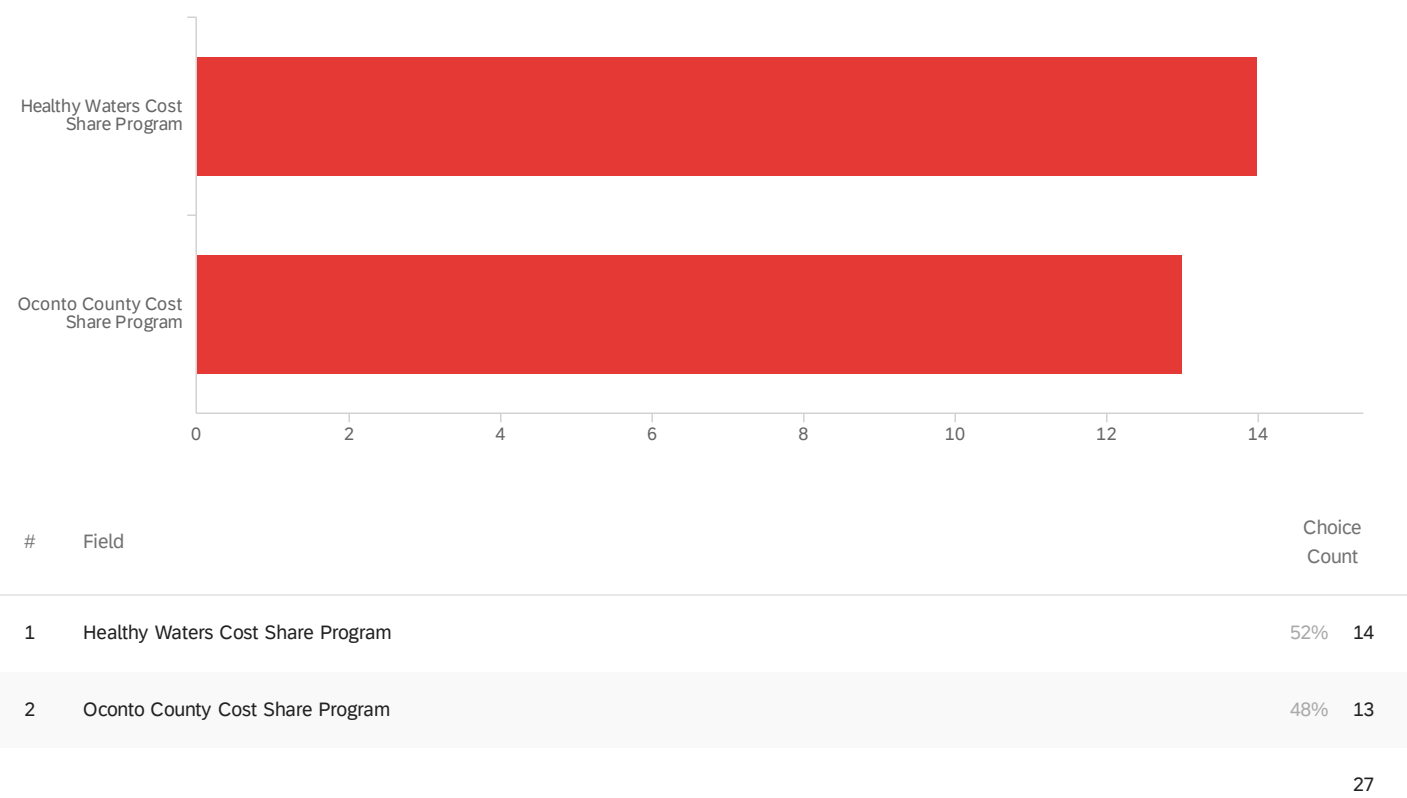 Healthy Waters Cost
Share Program
Oconto County Cost
Share Program
0 2 4 6 8 10 12 14
# Field Choice
Count
1 Healthy Waters Cost Share Program 52% 14
2 Oconto County Cost Share Program 48% 13
27